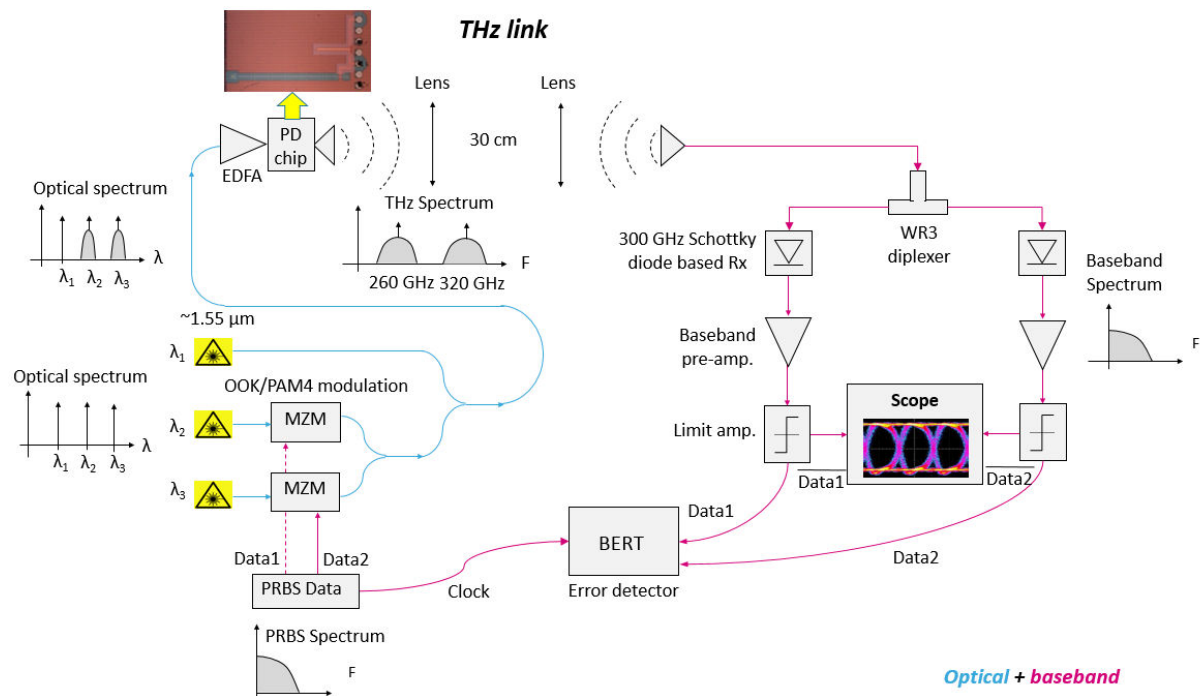 THz link
Lens
Lens
30 cm
PD
chip
EDFA
Optical spectrum
λ
λ1
λ2
λ3
THz Spectrum
F
260 GHz
320 GHz
WR3
diplexer
300 GHz Schottky
diode based Rx
Baseband
Spectrum
F
Baseband
pre-amp.
~1.55 μm
λ1
Optical spectrum
λ
λ1
λ2
λ3
OOK/PAM4 modulation
λ2
MZM
λ3
MZM
Scope
Limit amp.
Data1
Data2
Data1
Data2
Data1
Data2
BERT
Error detector
PRBS Data
Clock
PRBS Spectrum
F
Optical + baseband